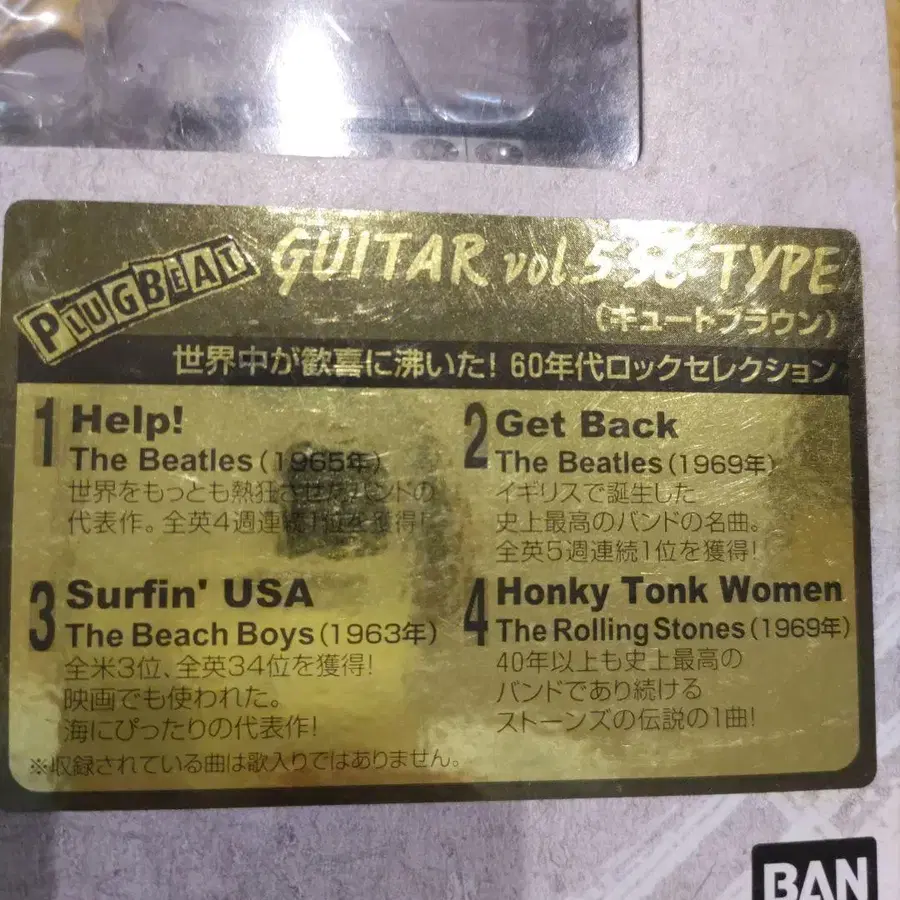 PLUGBEAT
GUITAR vol.5 SG TYPE
(キュートブラウン)
世界中が歓喜に沸いた! 60年代ロックセレクション
1 Help!
The Beatles(1965年)
世界をもっとも熱狂させたバンドの
代表作。全英4週連続1位を獲得!
2 Get Back
The Beatles(1969年)
イギリスで誕生した
史上最高のバンドの名曲。
全英5週連続1位を獲得!
3 Surfin' USA
The Beach Boys(1963年)
全米3位、全英34位を獲得!
映画でも使われた。
海にぴったりの代表作!
4 Honky Tonk Women
The Rolling Stones(1969年)
40年以上も史上最高の
バンドであり続ける
ストーンズの伝説の1曲!
※収録されている曲は歌入りではありません。
BAN